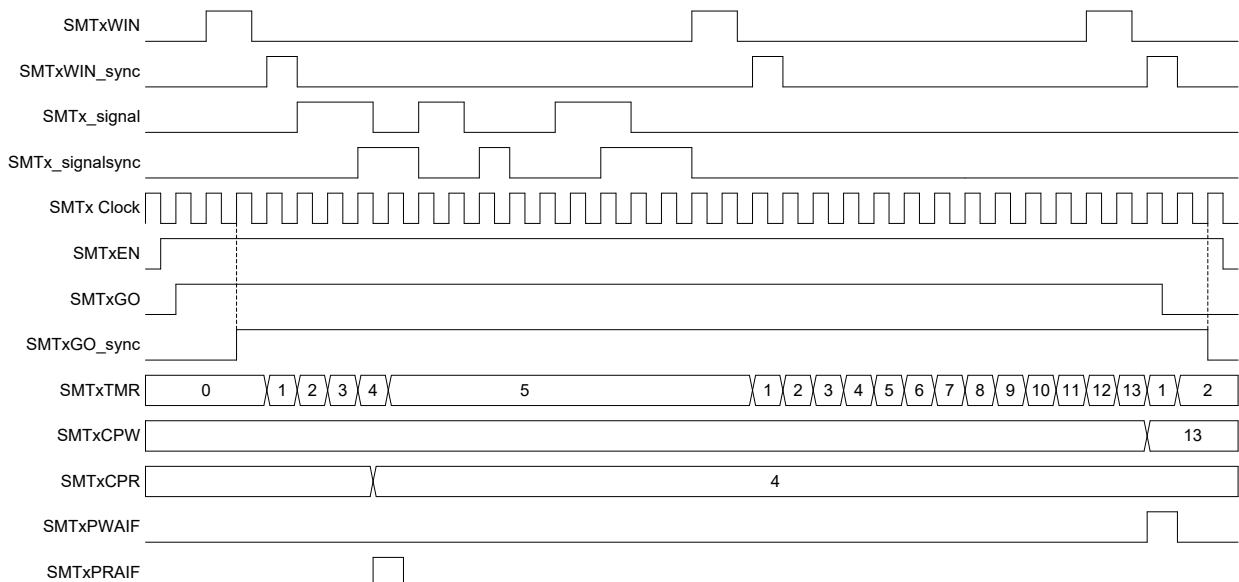 SMTxWIN
SMTxWIN_sync
SMTx_signal
SMTx_signalsync
SMTx Clock
SMTxEN
SMTxGO
SMTxGO_sync
SMTxTMR 0 1 2 3 4 5 1 2 3 4 5 6 7 8 9 10 11 12 13 1 2
SMTxCPW 13
SMTxCPR 4
SMTxPWAIF
SMTxPRAIF